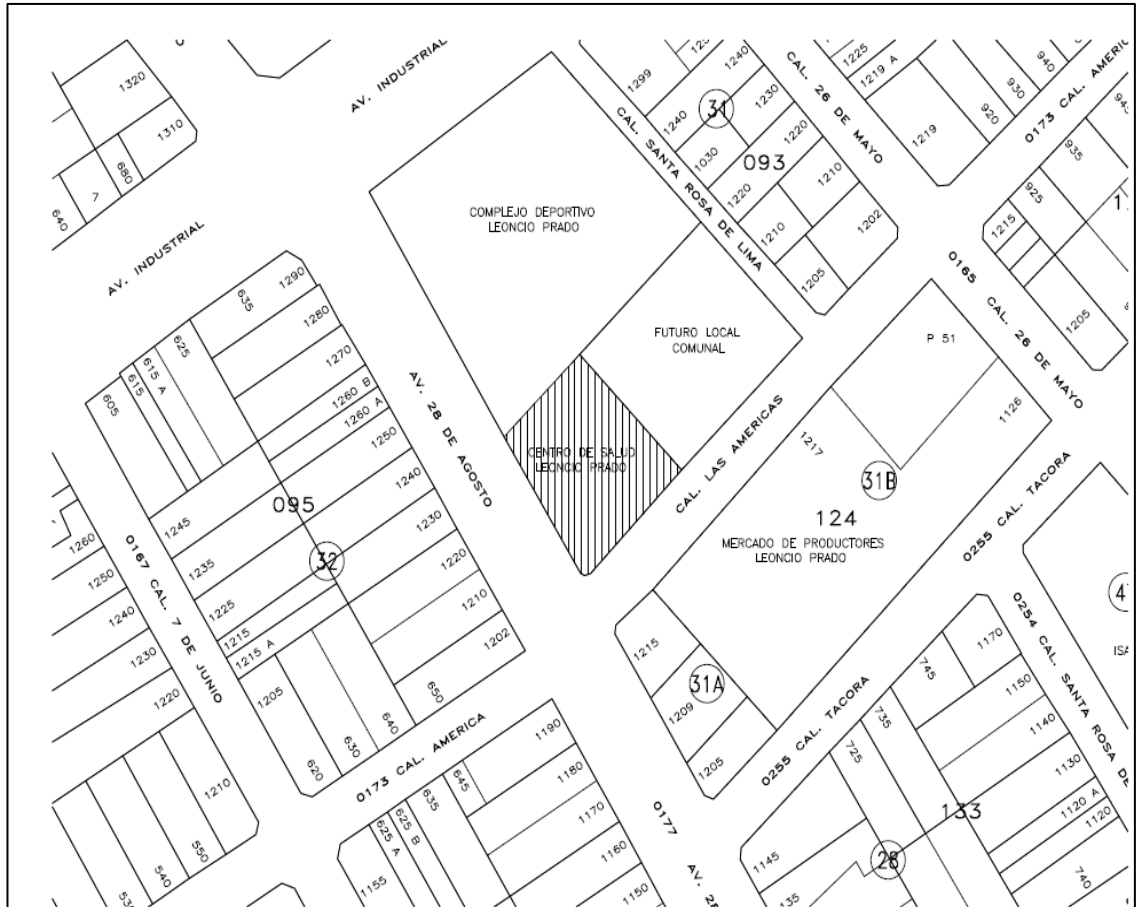 1320
1310
680
7
640
AV. INDUSTRIAL
AV. INDUSTRIAL
1299
1240
1240
31
1230
1220
1030
093
1220
1210
1210
1202
1205
CAL. SANTA ROSA DE LIMA
CAL. 26 DE MAYO
1225
1219 A
1219
940
930
920
0173 CAL. AMERIC
935
925
1215
1205
0165 CAL. 26 DE MAYO
COMPLEJO DEPORTIVO
LEONCIO PRADO
FUTURO LOCAL
COMUNAL
CENTRO DE SALUD
LEONCIO PRADO
AV. 28 DE AGOSTO
CAL. LAS AMERICAS
P 51
1126
1217
31B
124
MERCADO DE PRODUCTORES
LEONCIO PRADO
0255 CAL. TACORA
1290
635
625
615 A
615
605
1280
1270
1260 B
1260 A
1250
1240
1230
1220
1210
1202
095
32
1245
1235
1225
1215
1215 A
1205
620
630
640
650
0167 CAL. 7 DE JUNIO
1260
1250
1240
1230
1220
1210
550
540
530
0173 CAL. AMERICA
1190
1180
1170
1160
1150
645
635
625 B
625 A
1155
1215
31A
1209
1205
0255 CAL. TACORA
0177 AV. 28
0254 CAL. SANTA ROSA DE
ISA
745
1170
1150
1140
1130
1120 A
1120
735
725
133
28
1145
135
740